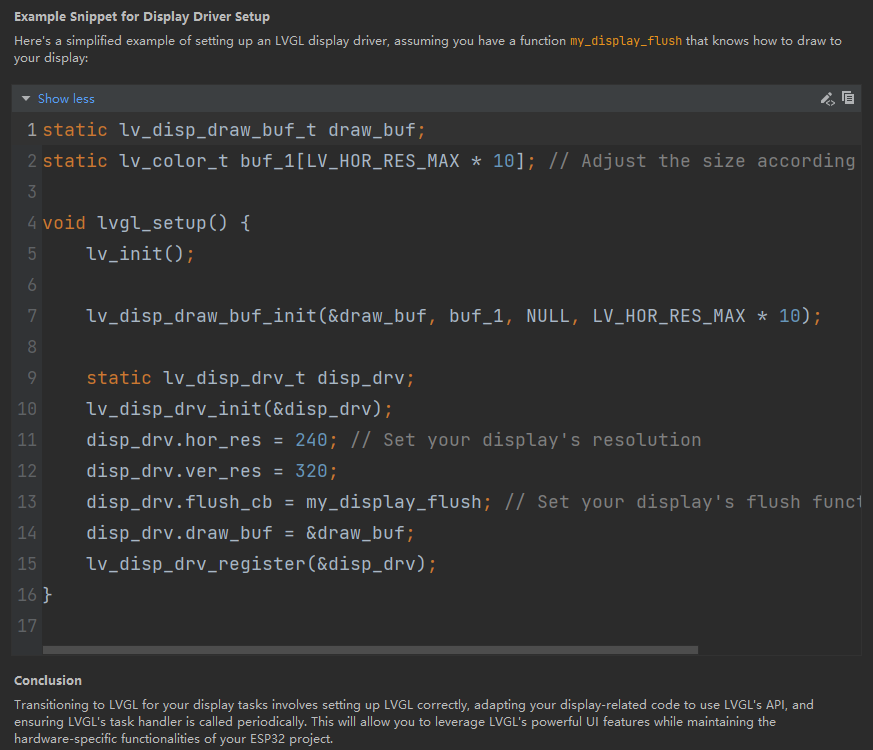 Example Snippet for Display Driver Setup
Here's a simplified example of setting up an LVGL display driver, assuming you have a function my_display_flush that knows how to draw to
your display:
Show less
1 static lv_disp_draw_buf_t draw_buf;
2 static lv_color_t buf_1[LV_HOR_RES_MAX * 10]; // Adjust the size according
3
4 void lvgl_setup() {
5     lv_init();
6
7     lv_disp_draw_buf_init(&draw_buf, buf_1, NULL, LV_HOR_RES_MAX * 10);
8
9     static lv_disp_drv_t disp_drv;
10     lv_disp_drv_init(&disp_drv);
11     disp_drv.hor_res = 240; // Set your display's resolution
12     disp_drv.ver_res = 320;
13     disp_drv.flush_cb = my_display_flush; // Set your display's flush funct
14     disp_drv.draw_buf = &draw_buf;
15     lv_disp_drv_register(&disp_drv);
16 }
17
Conclusion
Transitioning to LVGL for your display tasks involves setting up LVGL correctly, adapting your display-related code to use LVGL's API, and
ensuring LVGL's task handler is called periodically. This will allow you to leverage LVGL's powerful UI features while maintaining the
hardware-specific functionalities of your ESP32 project.